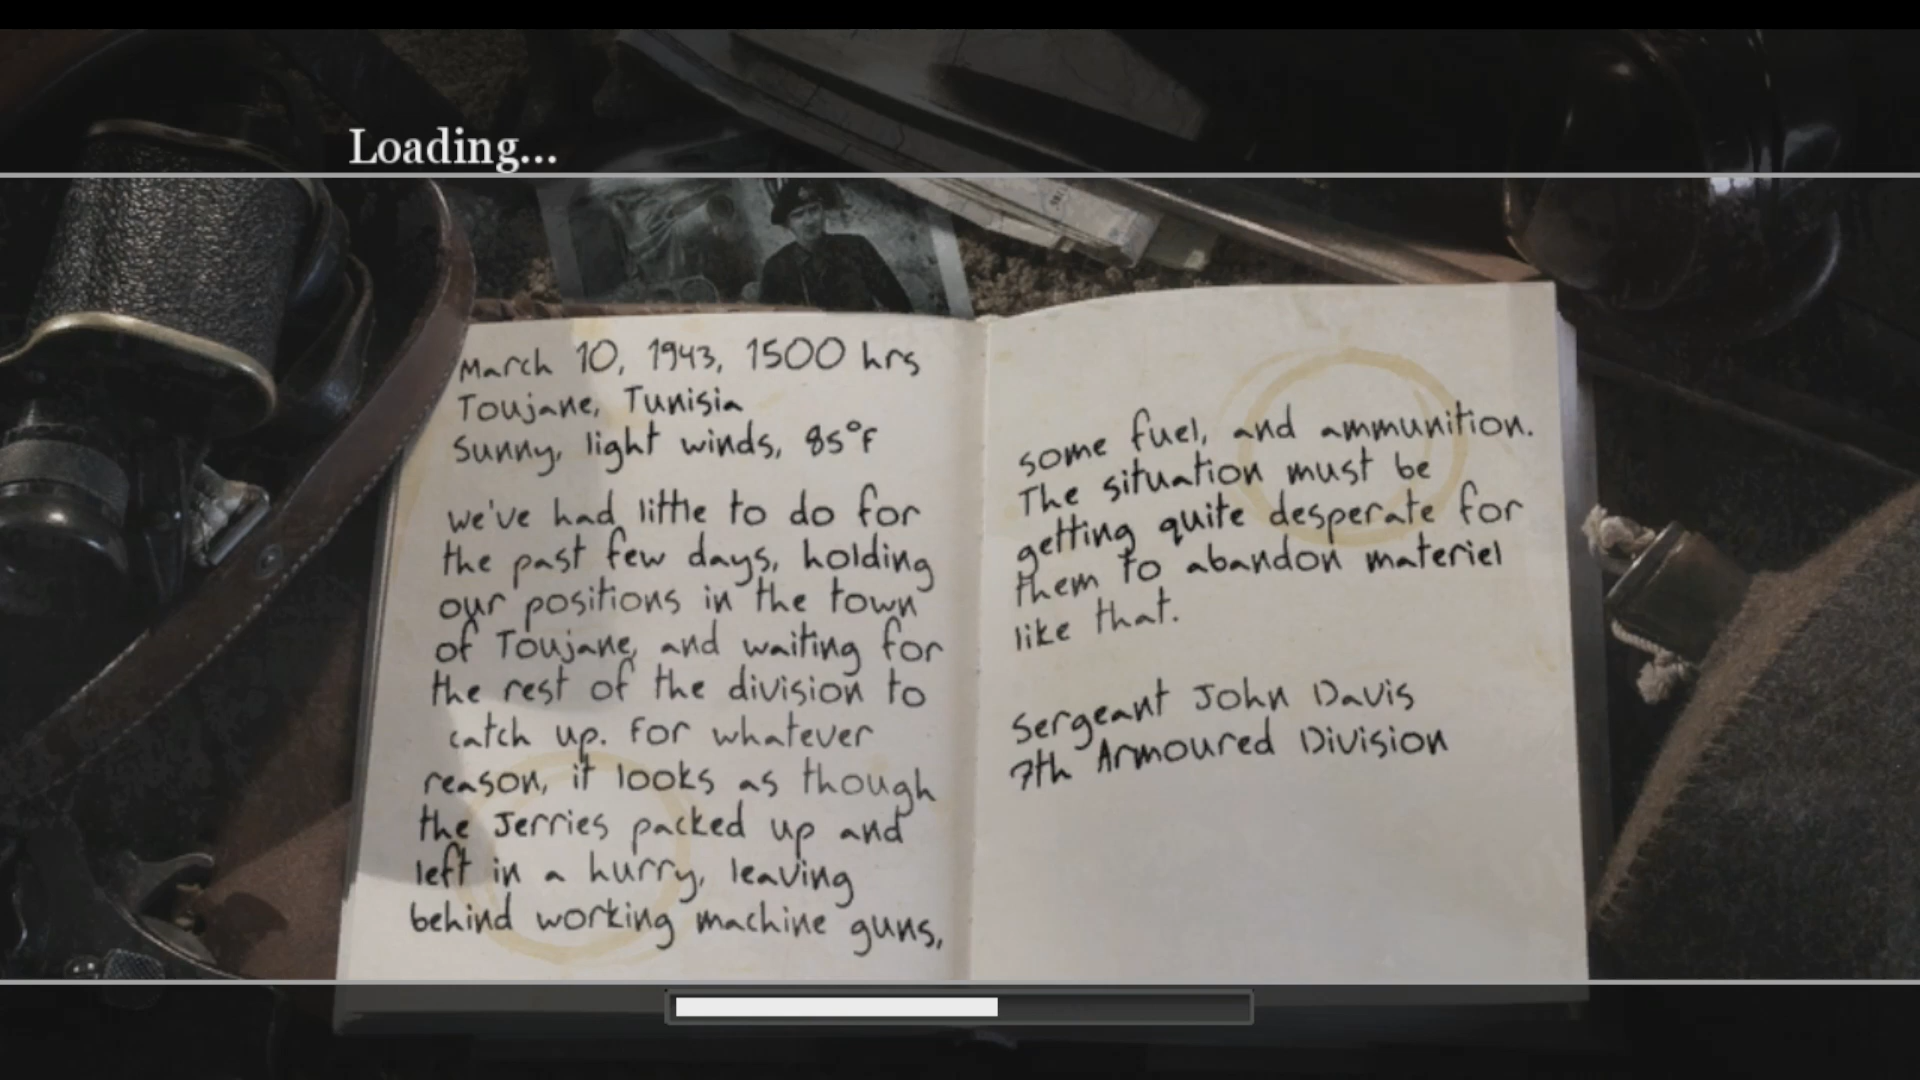 Loading...
March 10, 1943, 1500 hrs
Toujane, Tunisia
Sunny, light winds, 85°F
we've had little to do for
the past few days, holding
our positions in the town
of Toujane, and waiting for
the rest of the division to
catch up. For whatever
reason, it looks as though
the Jerries packed up and
left in a hurry, leaving
behind working machine guns,
some fuel, and ammunition.
The situation must be
getting quite desperate for
them to abandon materiel
like that.
Sergeant John Davis
7th Armoured Division